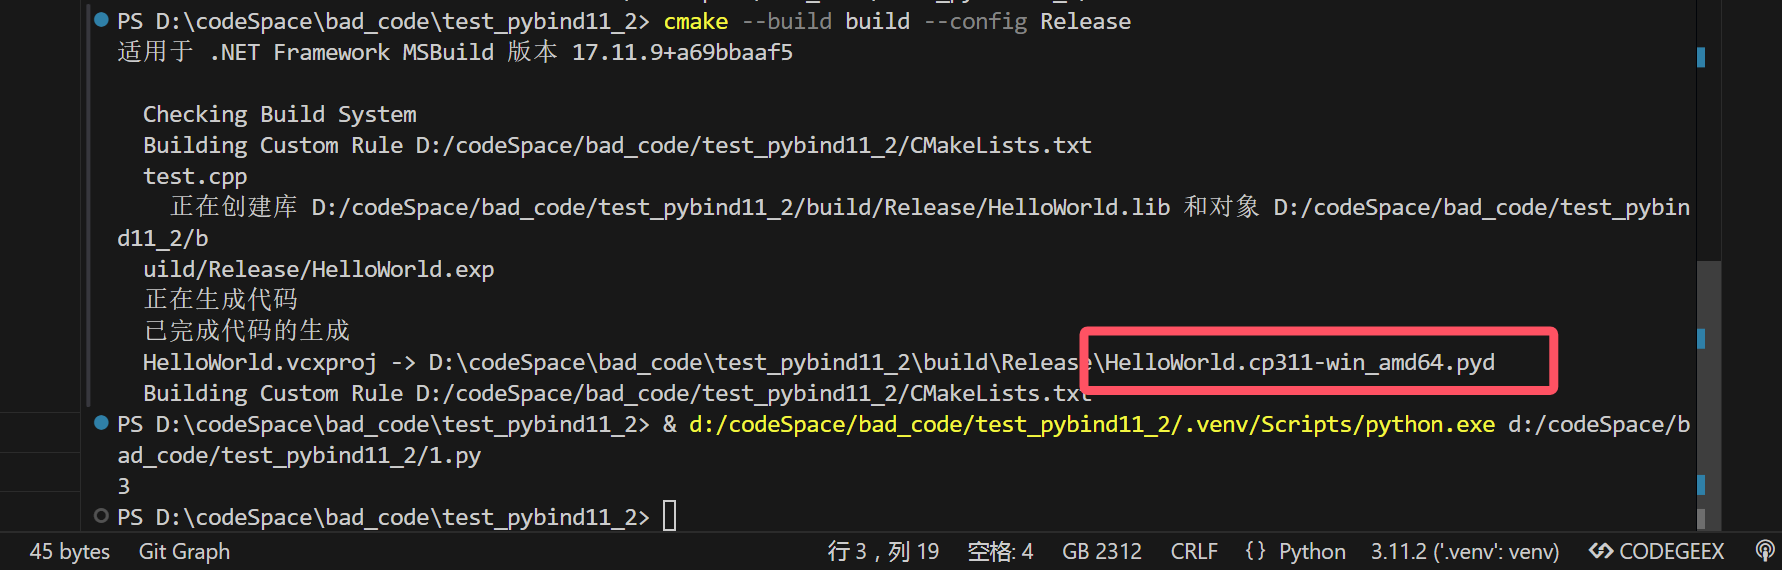 PS D:\codeSpace\bad_code\test_pybind11_2> cmake --build build --config Release
适用于 .NET Framework MSBuild 版本 17.11.9+a69bbaaf5
Checking Build System
Building Custom Rule D:/codeSpace/bad_code/test_pybind11_2/CMakeLists.txt
test.cpp
正在创建库 D:/codeSpace/bad_code/test_pybind11_2/build/Release/HelloWorld.lib 和对象 D:/codeSpace/bad_code/test_pybin
d11_2/b
uild/Release/HelloWorld.exp
正在生成代码
已完成代码的生成
HelloWorld.vcxproj -> D:\codeSpace\bad_code\test_pybind11_2\build\Release\HelloWorld.cp311-win_amd64.pyd
Building Custom Rule D:/codeSpace/bad_code/test_pybind11_2/CMakeLists.txt
PS D:\codeSpace\bad_code\test_pybind11_2> & d:/codeSpace/bad_code/test_pybind11_2/.venv/Scripts/python.exe d:/codeSpace/b
ad_code/test_pybind11_2/1.py
3
PS D:\codeSpace\bad_code\test_pybind11_2>
45 bytes Git Graph 行 3，列 19 空格: 4 GB 2312 CRLF {} Python 3.11.2 ('.venv': venv) CODEGEEX